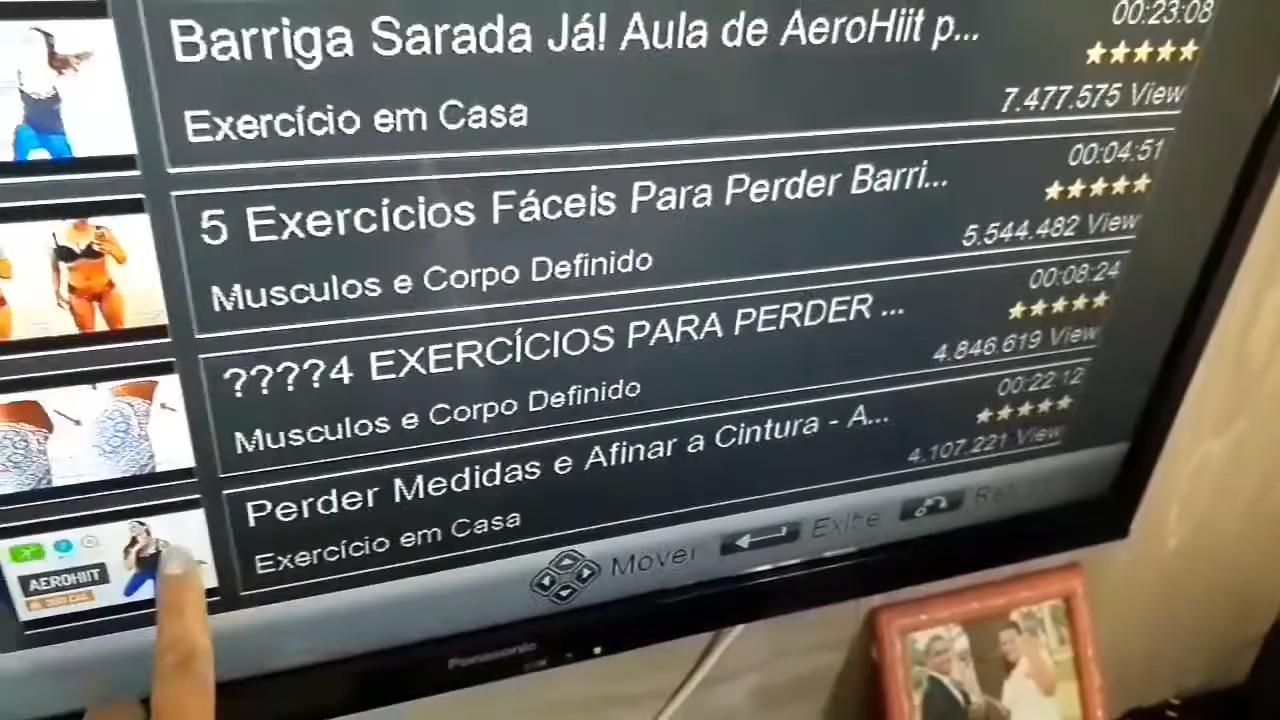 Barriga Sarada Já! Aula de AeroHiit p...
00:23:08
Exercício em Casa
7.477.575 View
5 Exercícios Fáceis Para Perder Barri...
00:04:51
Musculos e Corpo Definido
5.544.482 View
????4 EXERCÍCIOS PARA PERDER ...
00:08:24
Musculos e Corpo Definido
4.846.619 View
Perder Medidas e Afinar a Cintura - A...
00:22:12
Exercício em Casa
4.107.221 View
AEROHIIT
Mover
Exibe
Panasonic